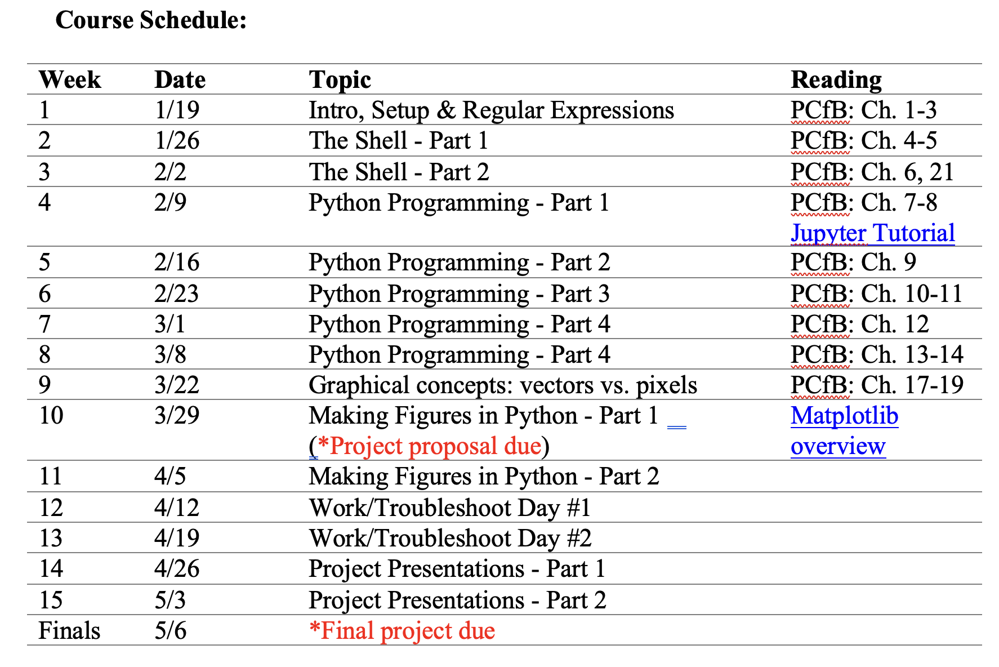 Course Schedule:
Week Date Topic Reading
1 1/19 Intro, Setup & Regular Expressions PCfB: Ch. 1-3
2 1/26 The Shell - Part 1 PCfB: Ch. 4-5
3 2/2 The Shell - Part 2 PCfB: Ch. 6, 21
4 2/9 Python Programming - Part 1 PCfB: Ch. 7-8
Jupyter Tutorial
5 2/16 Python Programming - Part 2 PCfB: Ch. 9
6 2/23 Python Programming - Part 3 PCfB: Ch. 10-11
7 3/1 Python Programming - Part 4 PCfB: Ch. 12
8 3/8 Python Programming - Part 4 PCfB: Ch. 13-14
9 3/22 Graphical concepts: vectors vs. pixels PCfB: Ch. 17-19
10 3/29 Making Figures in Python - Part 1 Matplotlib
(*Project proposal due) overview
11 4/5 Making Figures in Python - Part 2
12 4/12 Work/Troubleshoot Day #1
13 4/19 Work/Troubleshoot Day #2
14 4/26 Project Presentations - Part 1
15 5/3 Project Presentations - Part 2
Finals 5/6 *Final project due